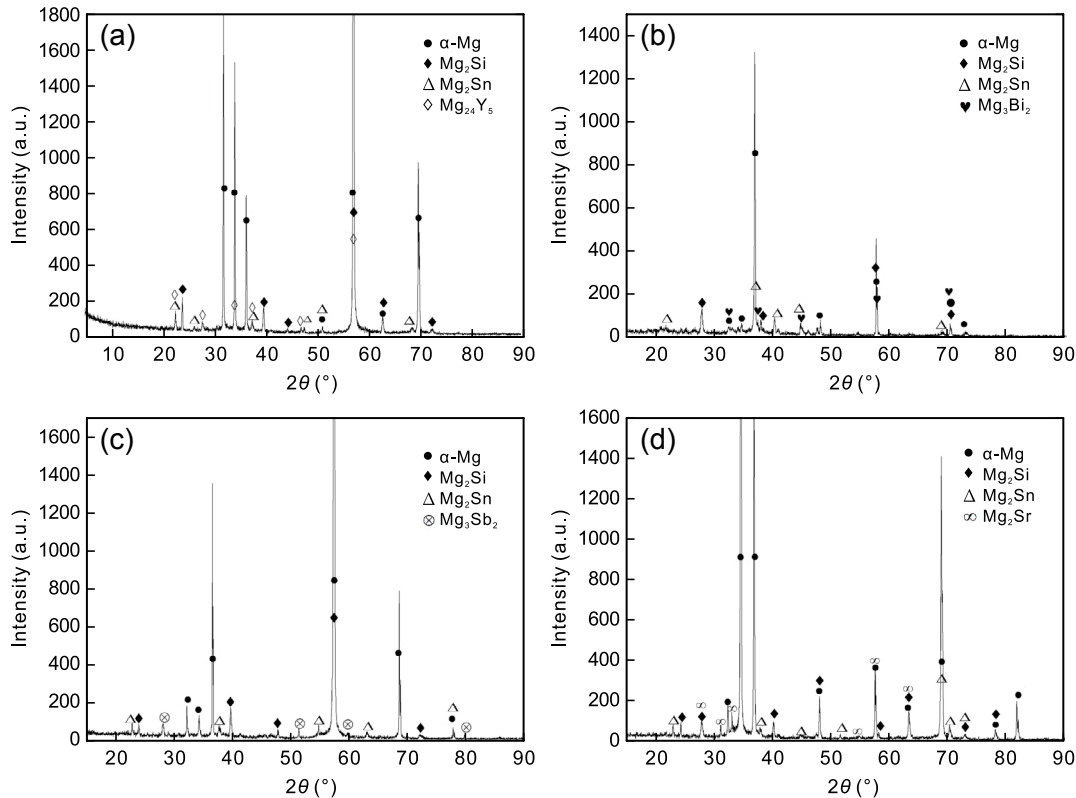 (a)
α-Mg
Mg₂Si
Mg₂Sn
Mg₂₄Y₅
1800
1600
1400
1200
1000
800
600
400
200
0
Intensity (a.u.)
10 20 30 40 50 60 70 80 90
2θ (°)
(b)
α-Mg
Mg₂Si
Mg₂Sn
Mg₃Bi₂
1400
1200
1000
800
600
400
200
0
Intensity (a.u.)
20 30 40 50 60 70 80 90
2θ (°)
(c)
α-Mg
Mg₂Si
Mg₂Sn
Mg₃Sb₂
1600
1400
1200
1000
800
600
400
200
0
Intensity (a.u.)
20 30 40 50 60 70 80 90
2θ (°)
(d)
α-Mg
Mg₂Si
Mg₂Sn
Mg₂Sr
1600
1400
1200
1000
800
600
400
200
0
Intensity (a.u.)
20 30 40 50 60 70 80 90
2θ (°)